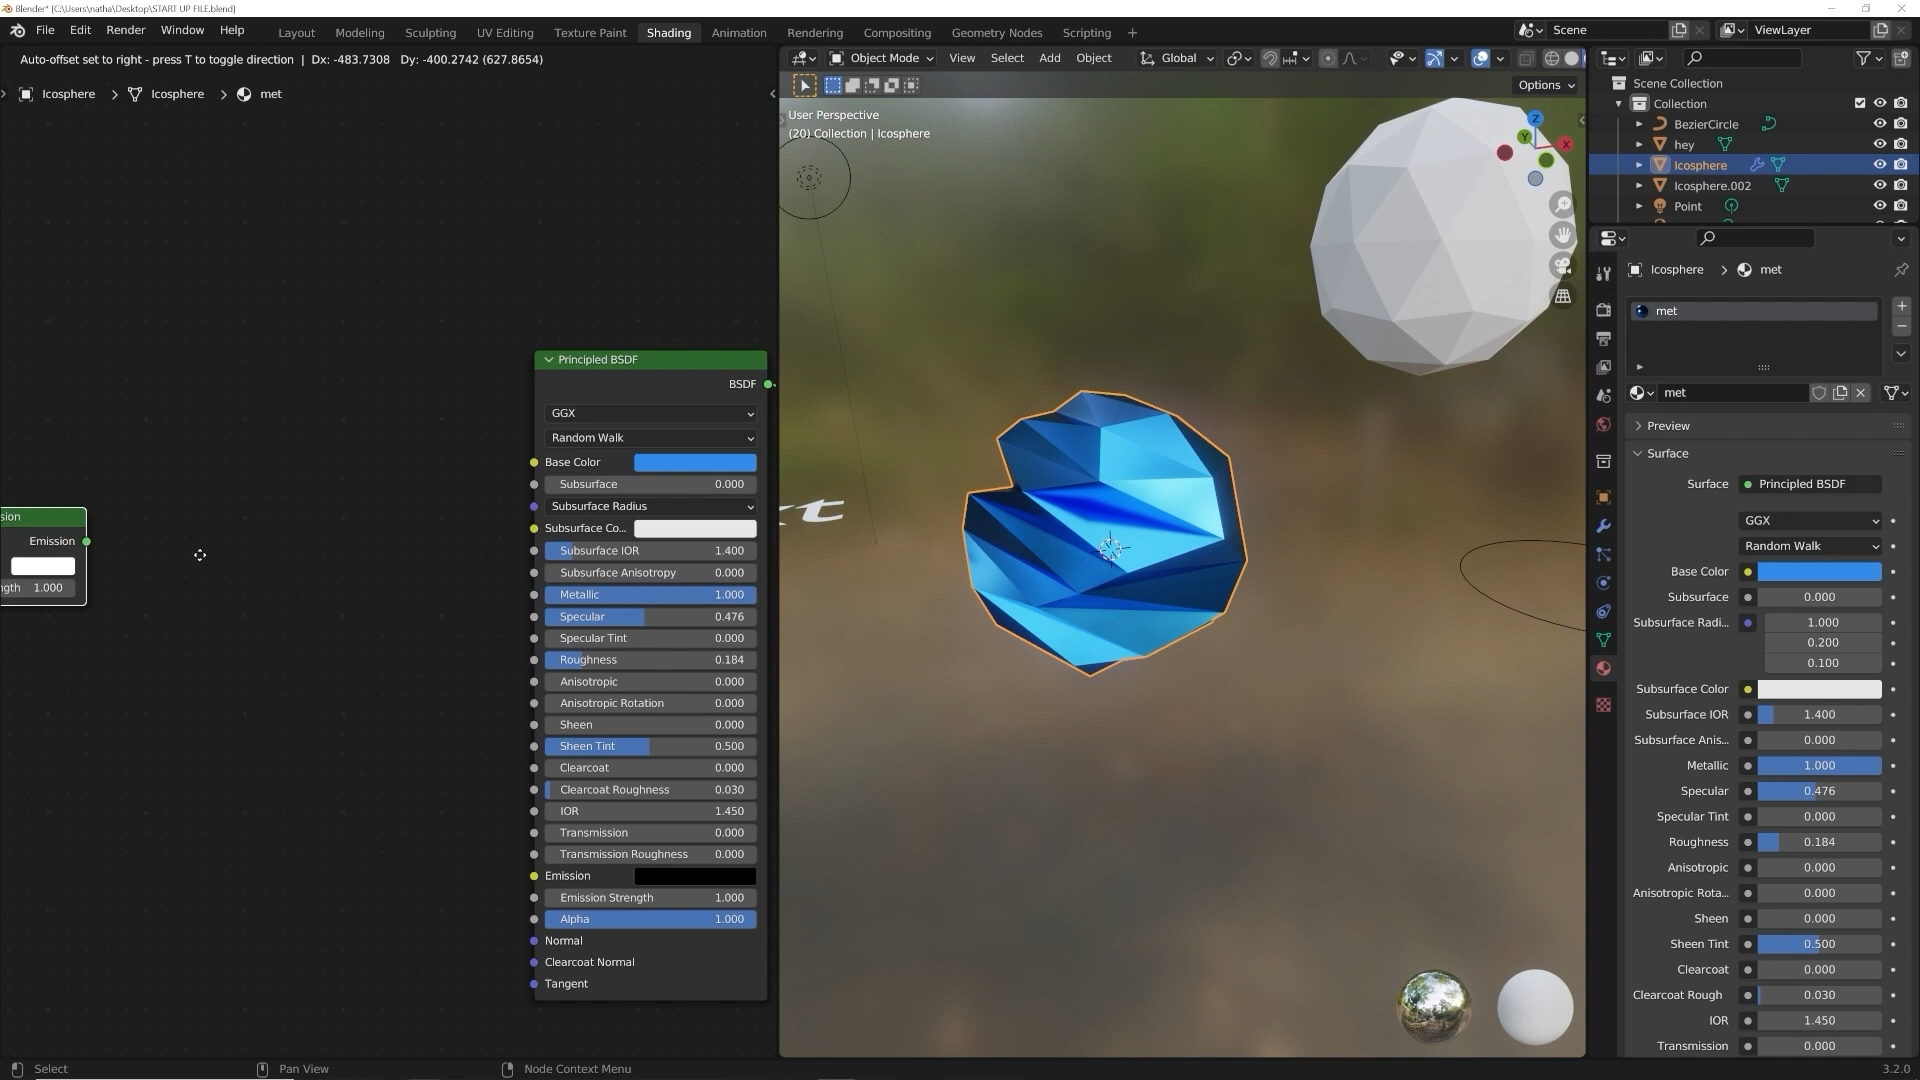 Blender* [C:\Users\natha\Desktop\START UP FILE.blend]
File Edit Render Window Help Layout Modeling Sculpting UV Editing Texture Paint Shading Animation Rendering Compositing Geometry Nodes Scripting + Scene ViewLayer
Auto-offset set to right - press T to toggle direction | Dx: -483.7308 Dy: -400.2742 (627.8654)
Icosphere > Icosphere > met
Object Mode View Select Add Object Global
Options
User Perspective
(20) Collection | Icosphere
Z
Y
X
Principled BSDF
BSDF
GGX
Random Walk
Base Color
Subsurface 0.000
Subsurface Radius
Subsurface Co...
Subsurface IOR 1.400
Subsurface Anisotropy 0.000
Metallic 1.000
Specular 0.476
Specular Tint 0.000
Roughness 0.184
Anisotropic 0.000
Anisotropic Rotation 0.000
Sheen 0.000
Sheen Tint 0.500
Clearcoat 0.000
Clearcoat Roughness 0.030
IOR 1.450
Transmission 0.000
Transmission Roughness 0.000
Emission
Emission Strength 1.000
Alpha 1.000
Normal
Clearcoat Normal
Tangent
sion
Emission
ngth 1.000
rt
Scene Collection
Collection
BezierCircle
hey
Icosphere
Icosphere.002
Point
Icosphere > met
met
met
Preview
Surface
Surface Principled BSDF
GGX
Random Walk
Base Color
Subsurface 0.000
Subsurface Radi... 1.000
0.200
0.100
Subsurface Color
Subsurface IOR 1.400
Subsurface Anis... 0.000
Metallic 1.000
Specular 0.476
Specular Tint 0.000
Roughness 0.184
Anisotropic 0.000
Anisotropic Rota... 0.000
Sheen 0.000
Sheen Tint 0.500
Clearcoat 0.000
Clearcoat Rough 0.030
IOR 1.450
Transmission 0.000
Select Pan View Node Context Menu 3.2.0